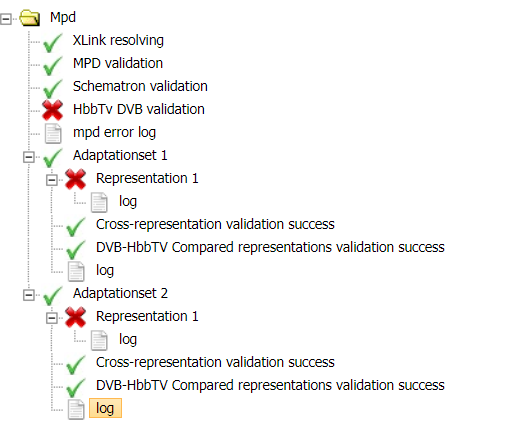 Mpd
XLink resolving
MPD validation
Schematron validation
HbbTv DVB validation
mpd error log
Adaptationset 1
Representation 1
log
Cross-representation validation success
DVB-HbbTV Compared representations validation success
log
Adaptationset 2
Representation 1
log
Cross-representation validation success
DVB-HbbTV Compared representations validation success
log